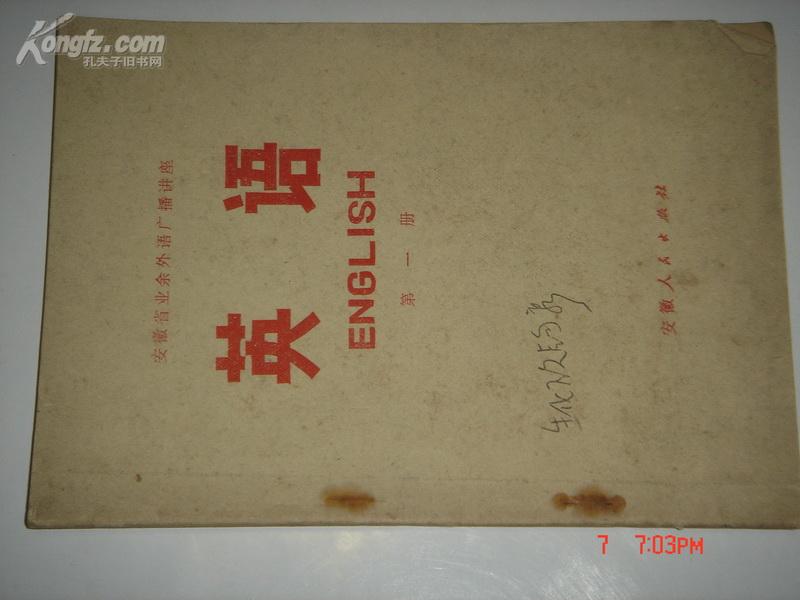 Kongfz.com
孔夫子旧书网
安徽省业余外语广播讲座
英语
ENGLISH
第一册
安徽人民出版社
7 7:03PM